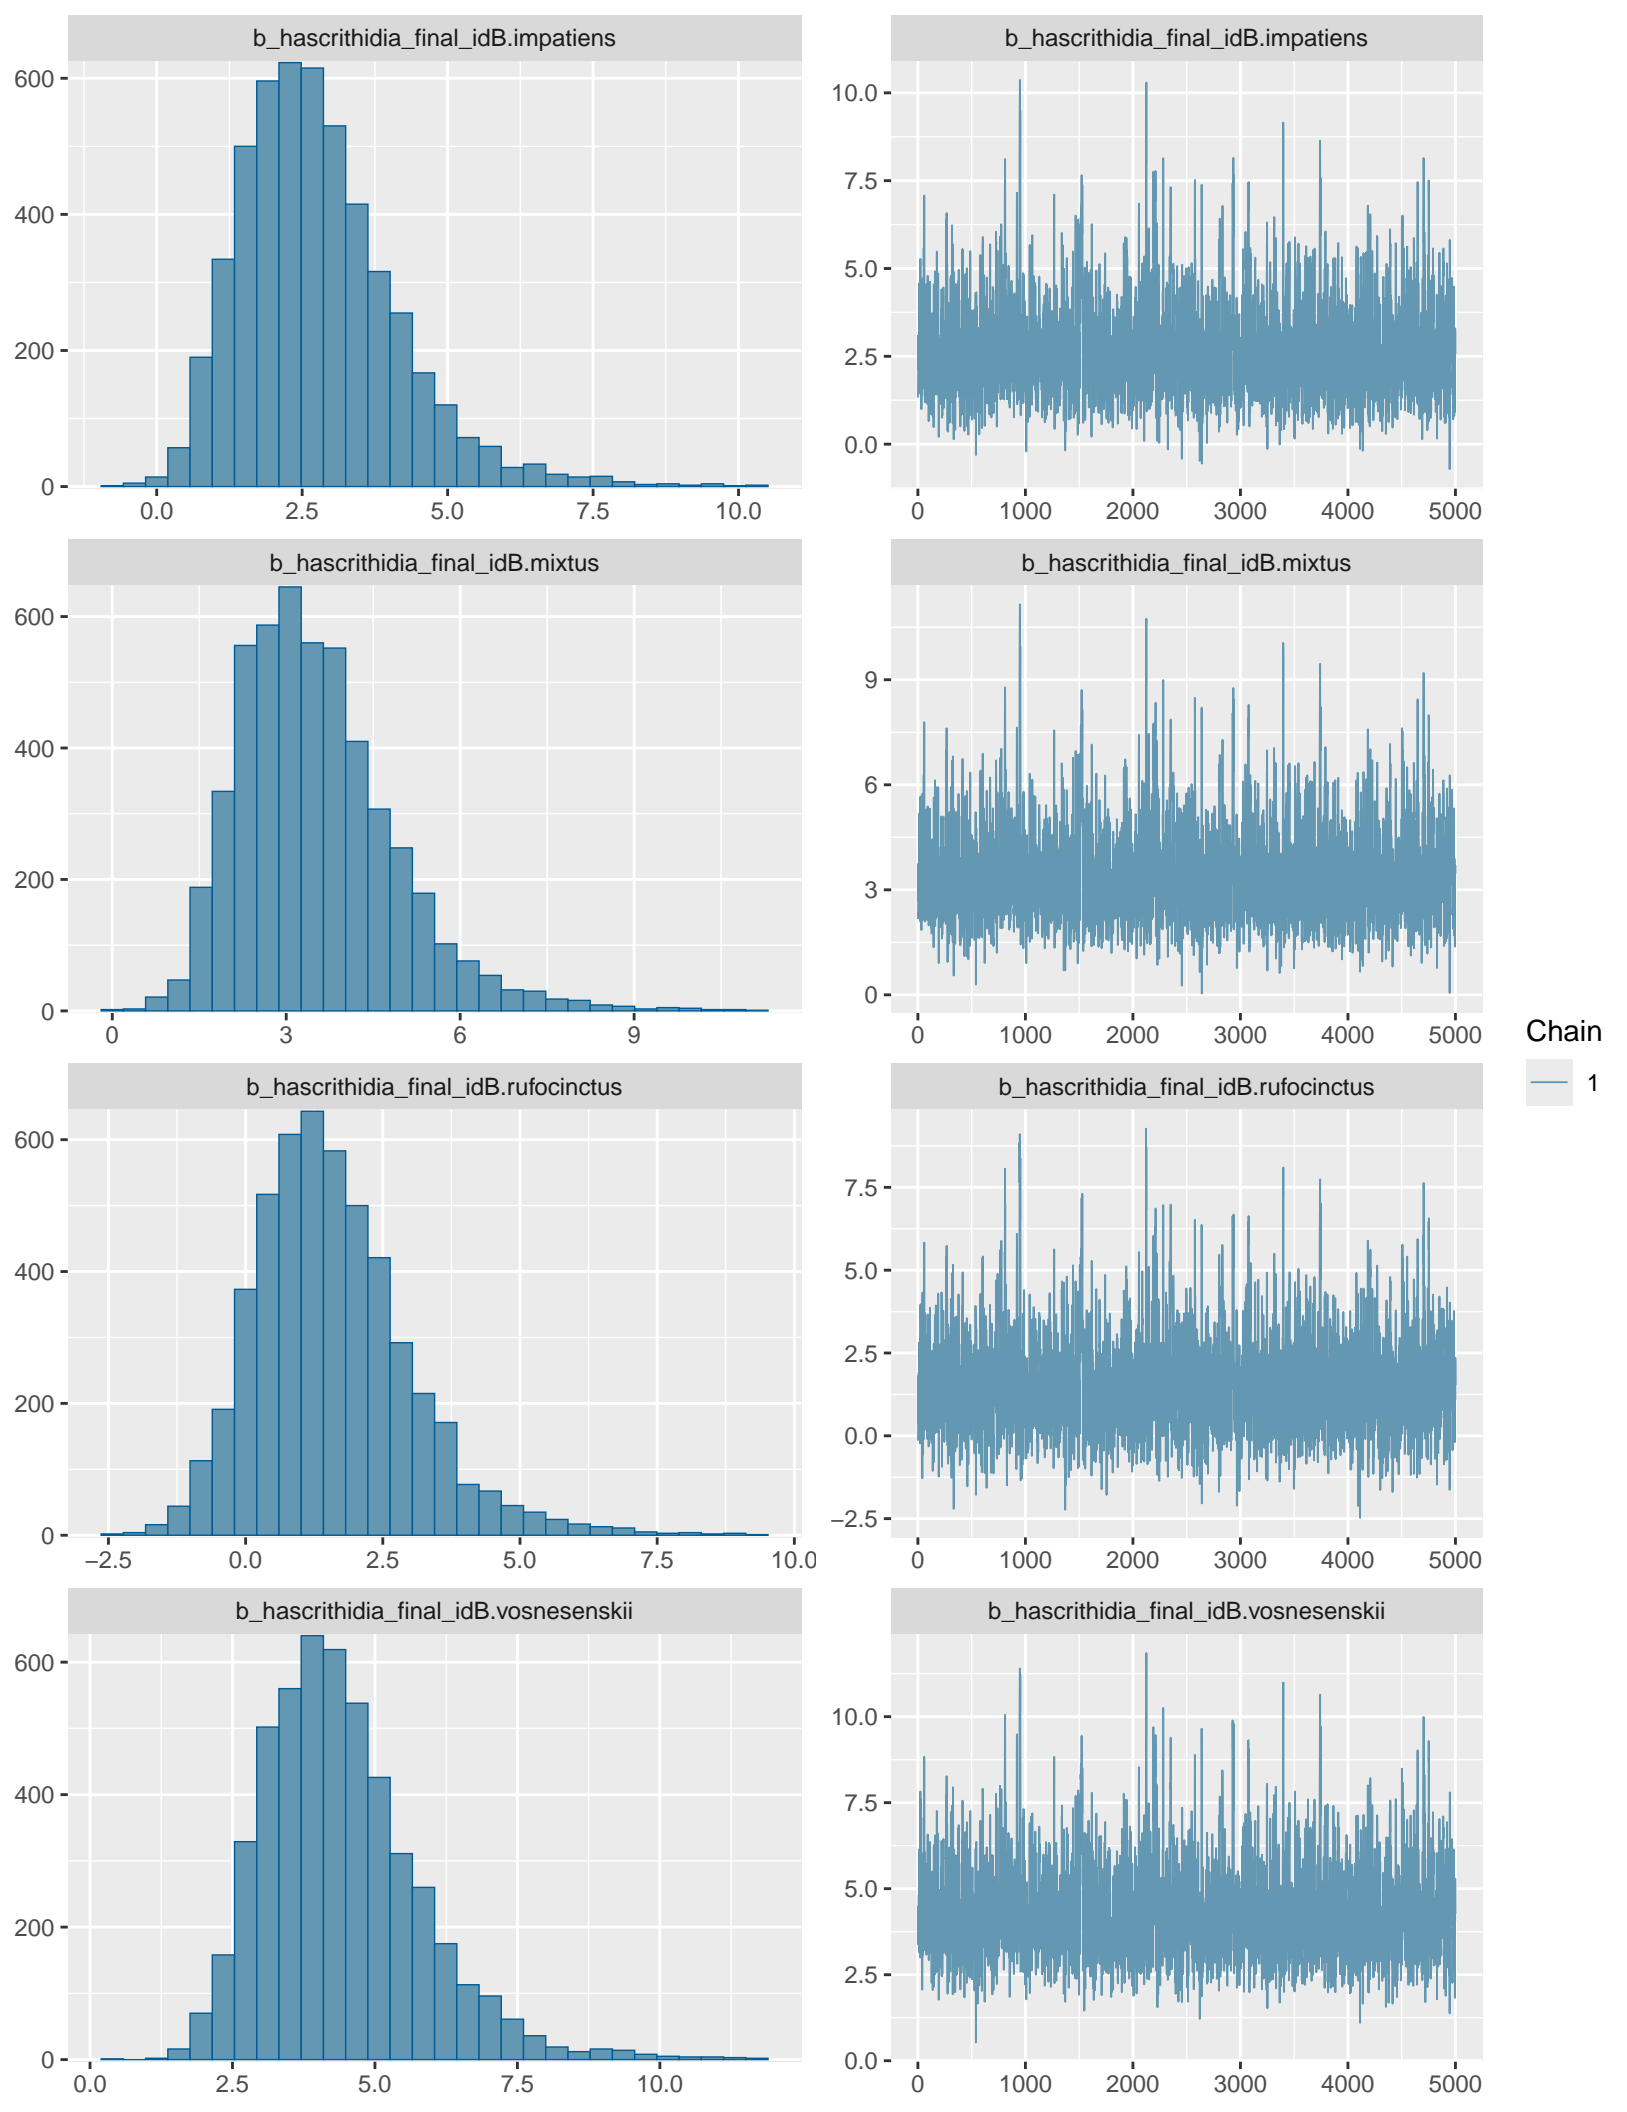 b_hascrithidia_final_idB.impatiens
b_hascrithidia_final_idB.impatiens
600
400
200
0
0.0 2.5 5.0 7.5 10.0
10.0
7.5
5.0
2.5
0.0
0 1000 2000 3000 4000 5000
b_hascrithidia_final_idB.mixtus
b_hascrithidia_final_idB.mixtus
600
400
200
0
0 3 6 9
9
6
3
0
0 1000 2000 3000 4000 5000
b_hascrithidia_final_idB.rufocinctus
b_hascrithidia_final_idB.rufocinctus
600
400
200
0
−2.5 0.0 2.5 5.0 7.5 10.0
7.5
5.0
2.5
0.0
−2.5
0 1000 2000 3000 4000 5000
b_hascrithidia_final_idB.vosnesenskii
b_hascrithidia_final_idB.vosnesenskii
600
400
200
0
0.0 2.5 5.0 7.5 10.0
10.0
7.5
5.0
2.5
0.0
0 1000 2000 3000 4000 5000
Chain
1